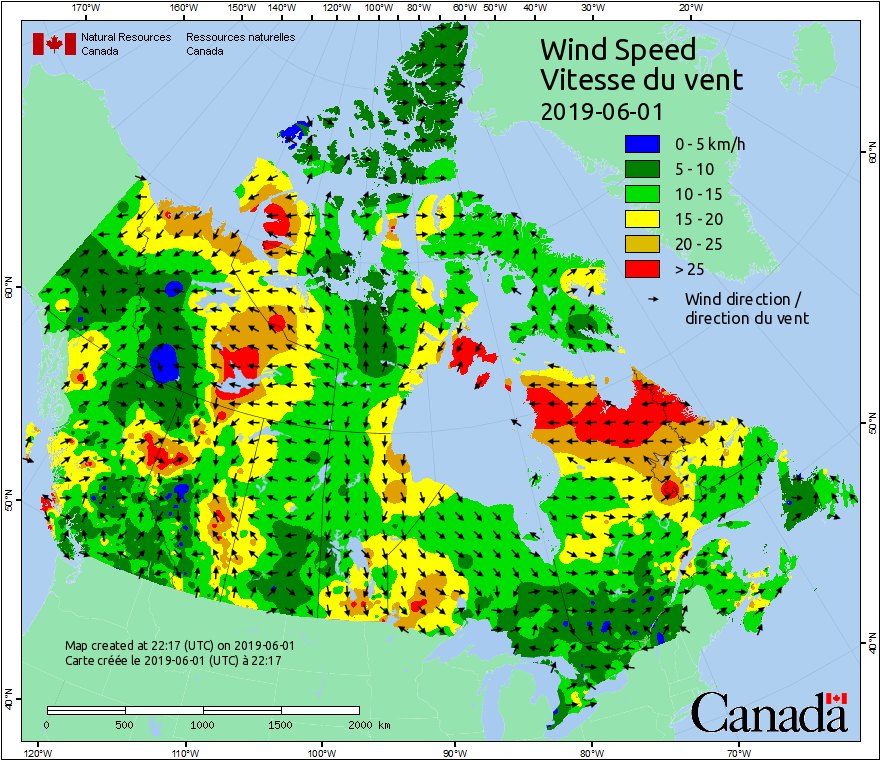 170°W 160°W 150°W 140°W 120°W 110°W 100°W 80°W 60°W 50°W 40°W 30°W 20°W
Natural Resources Ressources naturelles
Canada Canada
Wind Speed
Vitesse du vent
2019-06-01
0 - 5 km/h
5 - 10
10 - 15
15 - 20
20 - 25
> 25
Wind direction /
direction du vent
60°N
60°N
50°N
50°N
40°N
40°N
Map created at 22:17 (UTC) on 2019-06-01
Carte créée le 2019-06-01 (UTC) à 22:17
0 500 1000 1500 2000 km
Canada
120°W 110°W 100°W 90°W 80°W 70°W